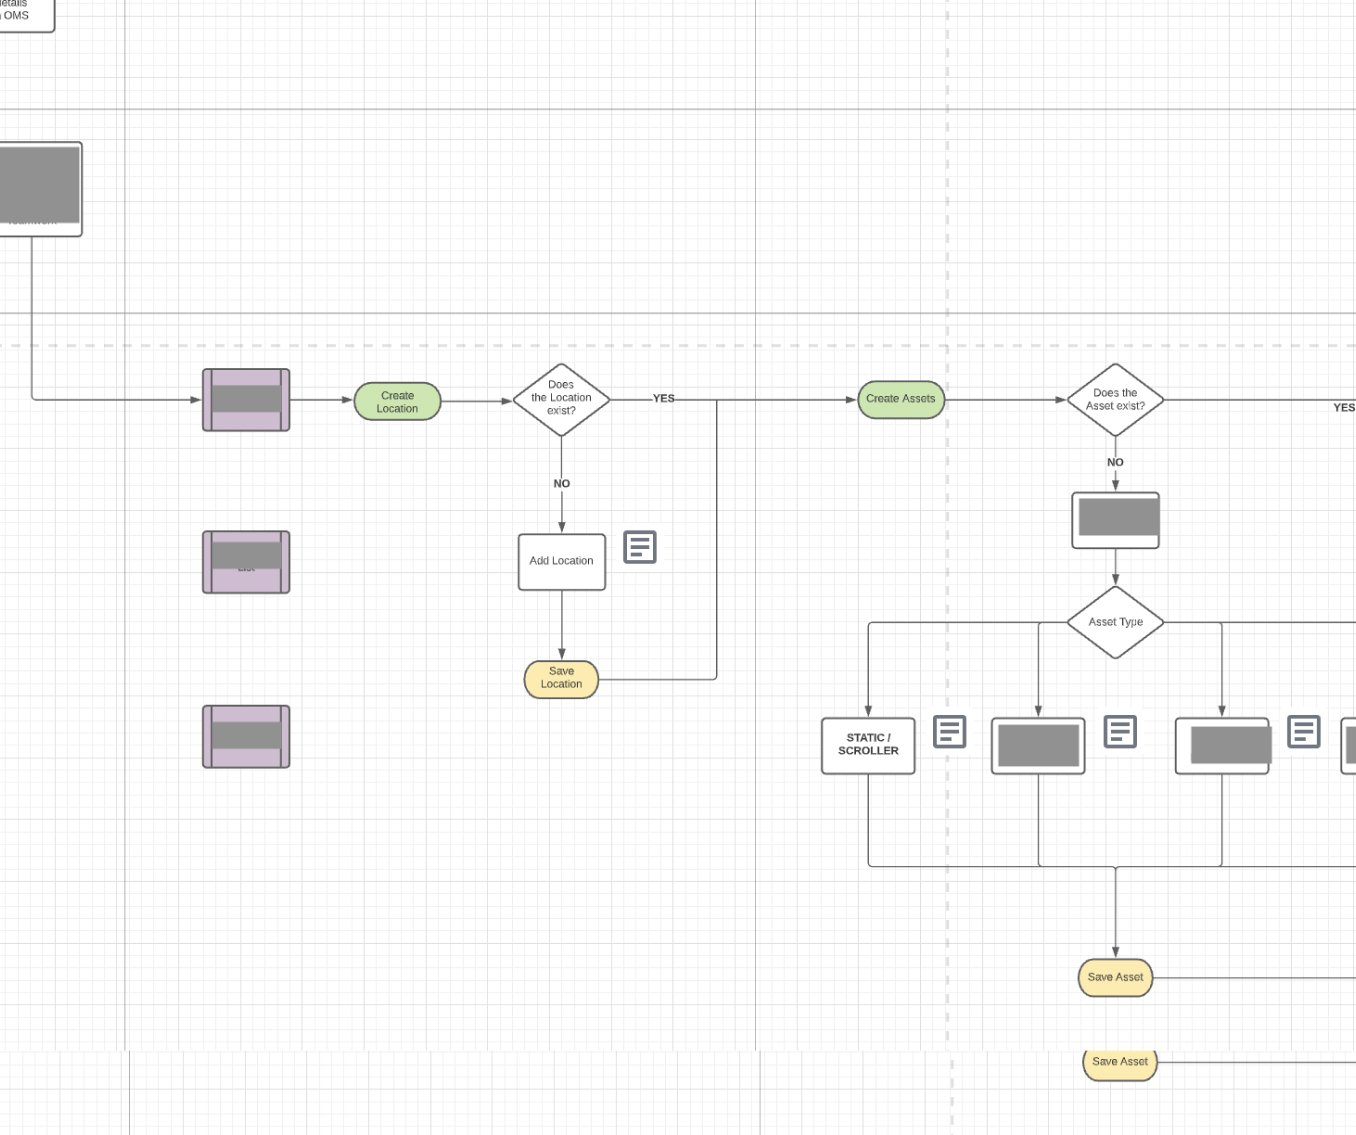 OMS
Create
Location
Does
the Location
exist?
YES
Create Assets
Does the
Asset exist?
YES
NO
NO
Add Location
Asset Type
Save
Location
STATIC /
SCROLLER
Save Asset
Save Asset